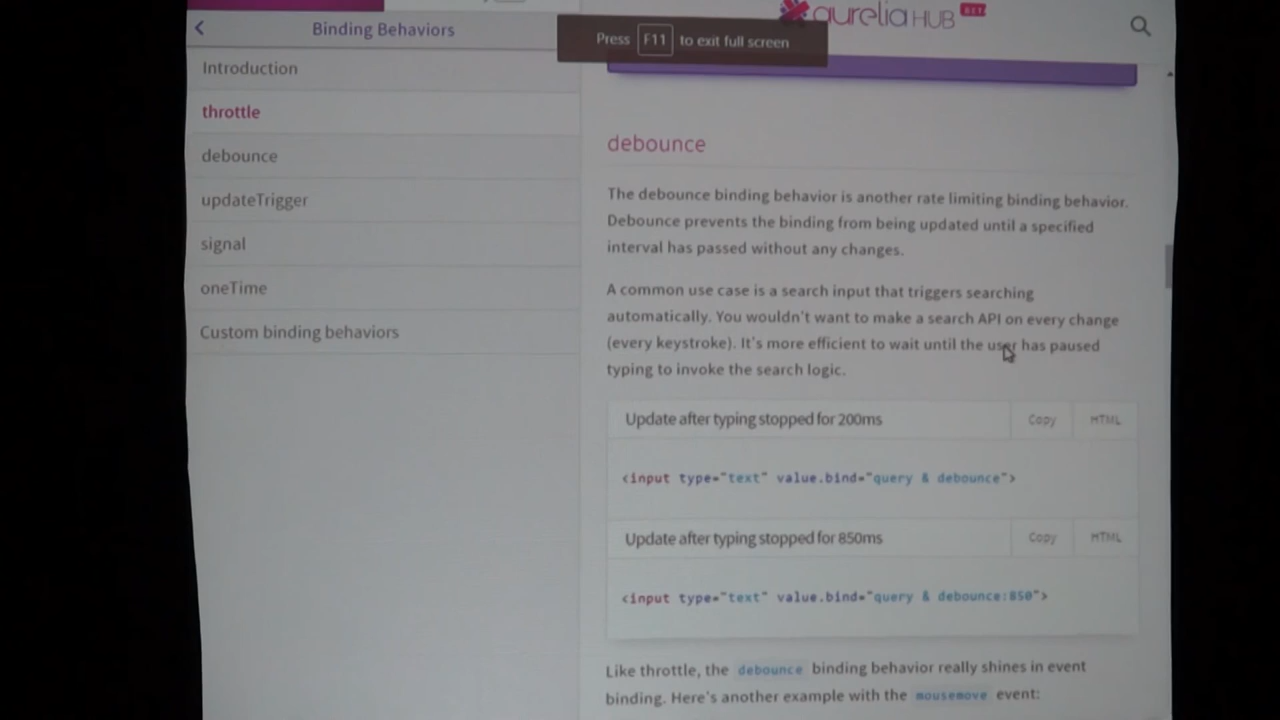 Binding Behaviors
aurelia HUB
Press F11 to exit full screen
Introduction
throttle
debounce
updateTrigger
signal
oneTime
Custom binding behaviors
debounce
The debounce binding behavior is another rate limiting binding behavior.
Debounce prevents the binding from being updated until a specified
interval has passed without any changes.
A common use case is a search input that triggers searching
automatically. You wouldn't want to make a search API on every change
(every keystroke). It's more efficient to wait until the user has paused
typing to invoke the search logic.
Update after typing stopped for 200ms Copy HTML
<input type="text" value.bind="query & debounce">
Update after typing stopped for 850ms Copy HTML
<input type="text" value.bind="query & debounce:850">
Like throttle, the debounce binding behavior really shines in event
binding. Here's another example with the mousemove event: